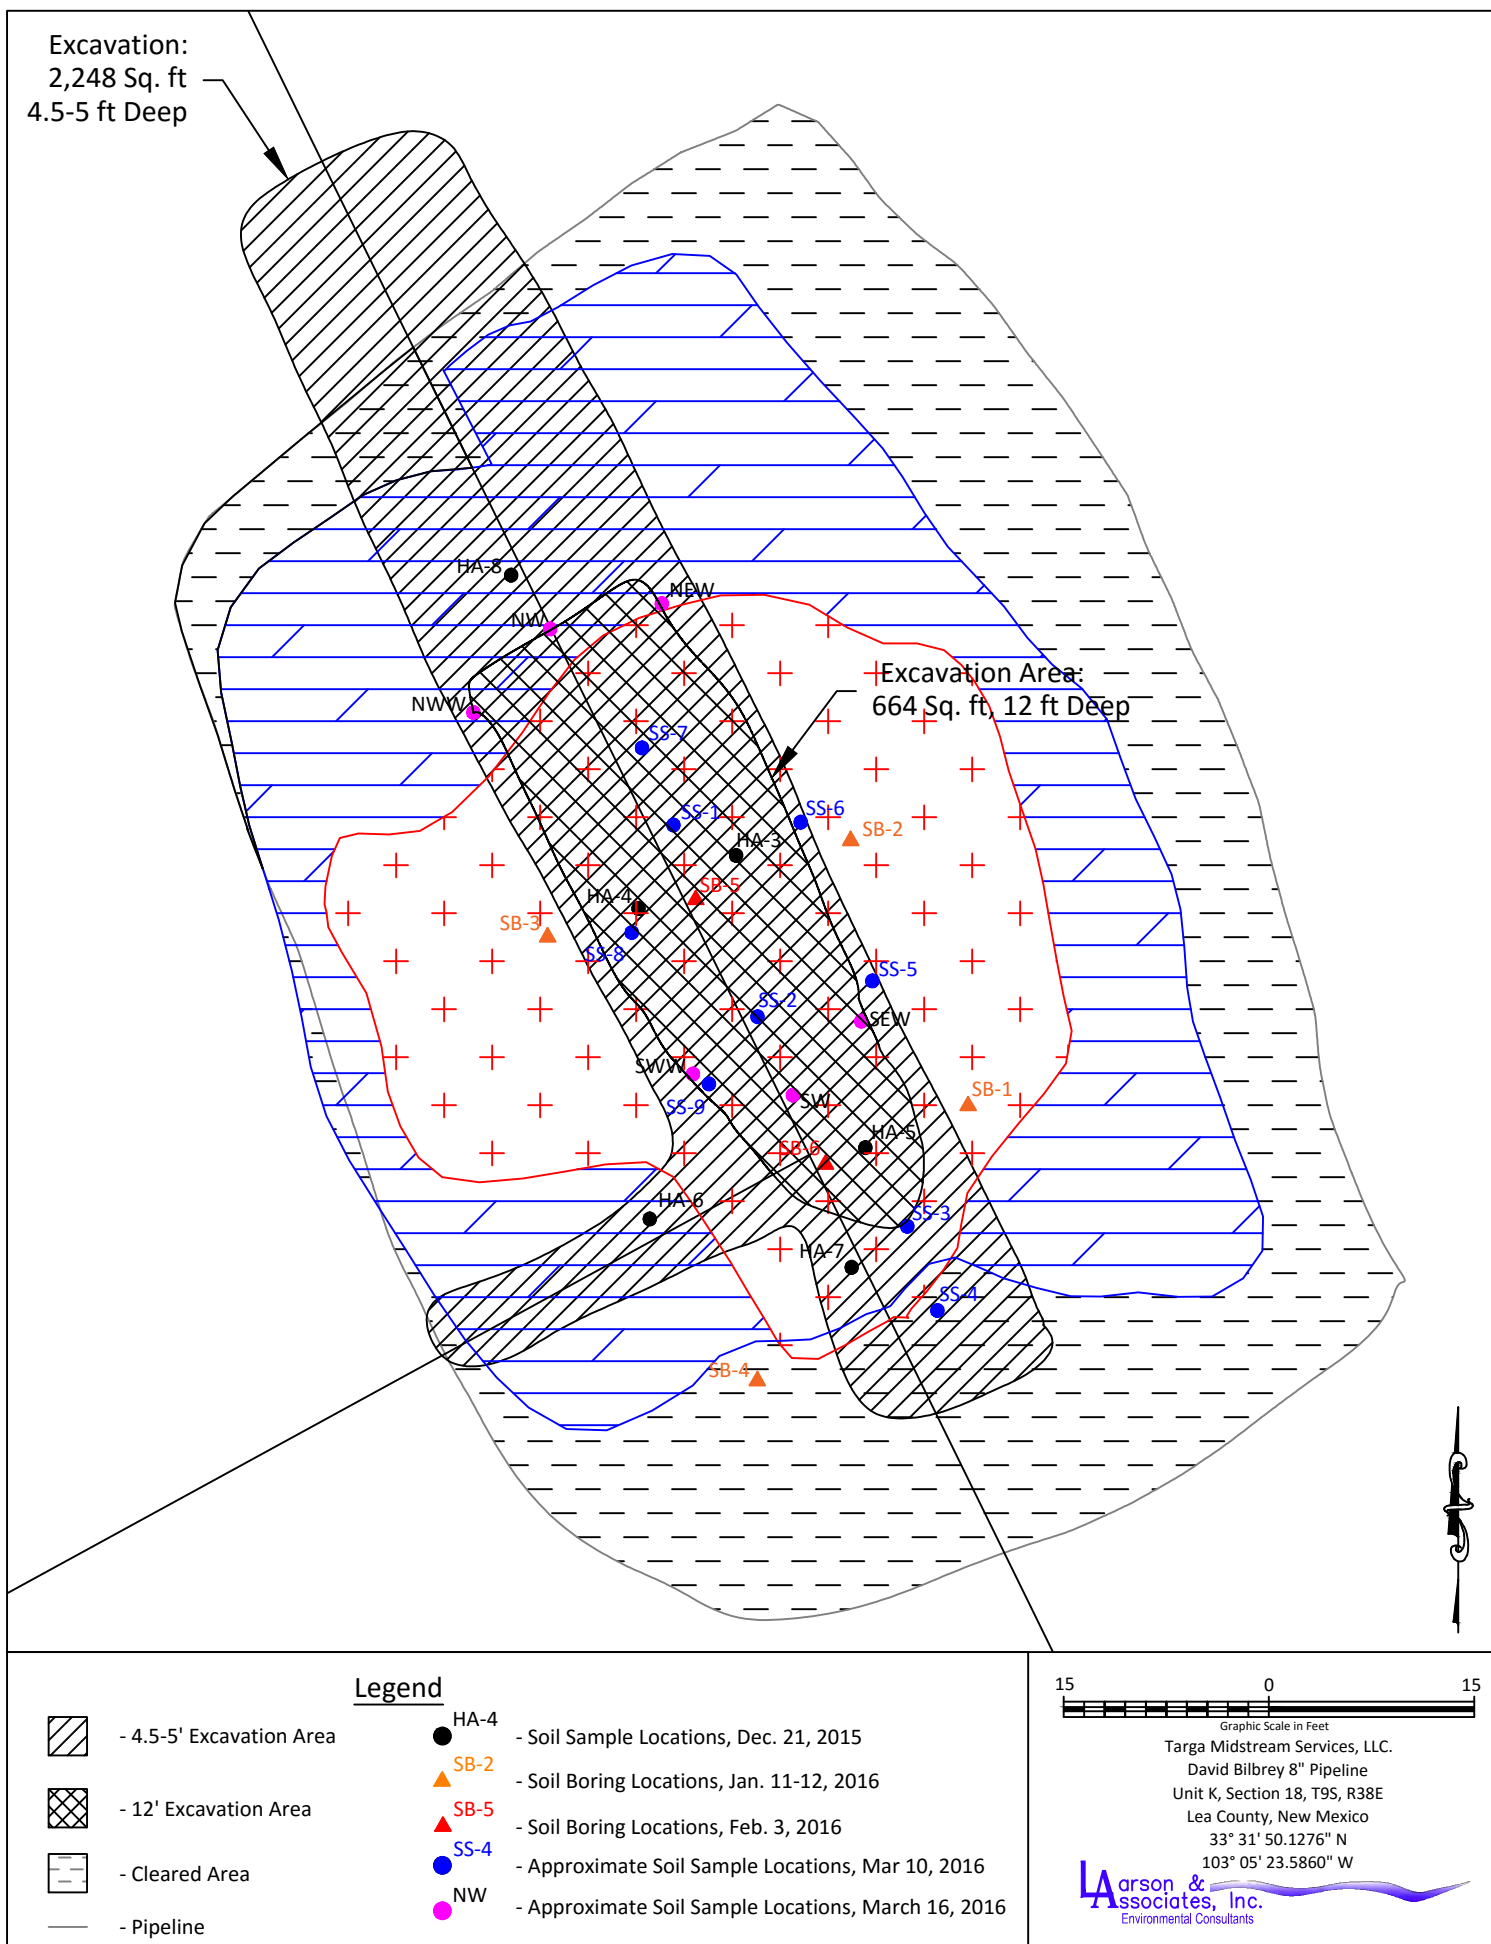 Excavation:
2,248 Sq. ft
4.5-5 ft Deep
HA-8
NEW
NW
Excavation Area:
664 Sq. ft, 12 ft Deep
NWW
SS-7
SS-1
SS-6
SB-2
HA-3
SB-5
HA-4
SB-3
SS-8
SS-5
SS-2
SEW
SWW
SS-9
SW
SB-1
HA-5
SB-6
HA-6
SS-3
HA-7
SS-4
SB-4
Legend
- 4.5-5' Excavation Area
- 12' Excavation Area
- Cleared Area
- Pipeline
HA-4
- Soil Sample Locations, Dec. 21, 2015
SB-2
- Soil Boring Locations, Jan. 11-12, 2016
SB-5
- Soil Boring Locations, Feb. 3, 2016
SS-4
- Approximate Soil Sample Locations, Mar 10, 2016
NW
- Approximate Soil Sample Locations, March 16, 2016
15 0 15
Graphic Scale in Feet
Targa Midstream Services, LLC.
David Bilbrey 8" Pipeline
Unit K, Section 18, T9S, R38E
Lea County, New Mexico
33° 31' 50.1276" N
103° 05' 23.5860" W
Larson &
Associates, Inc.
Environmental Consultants